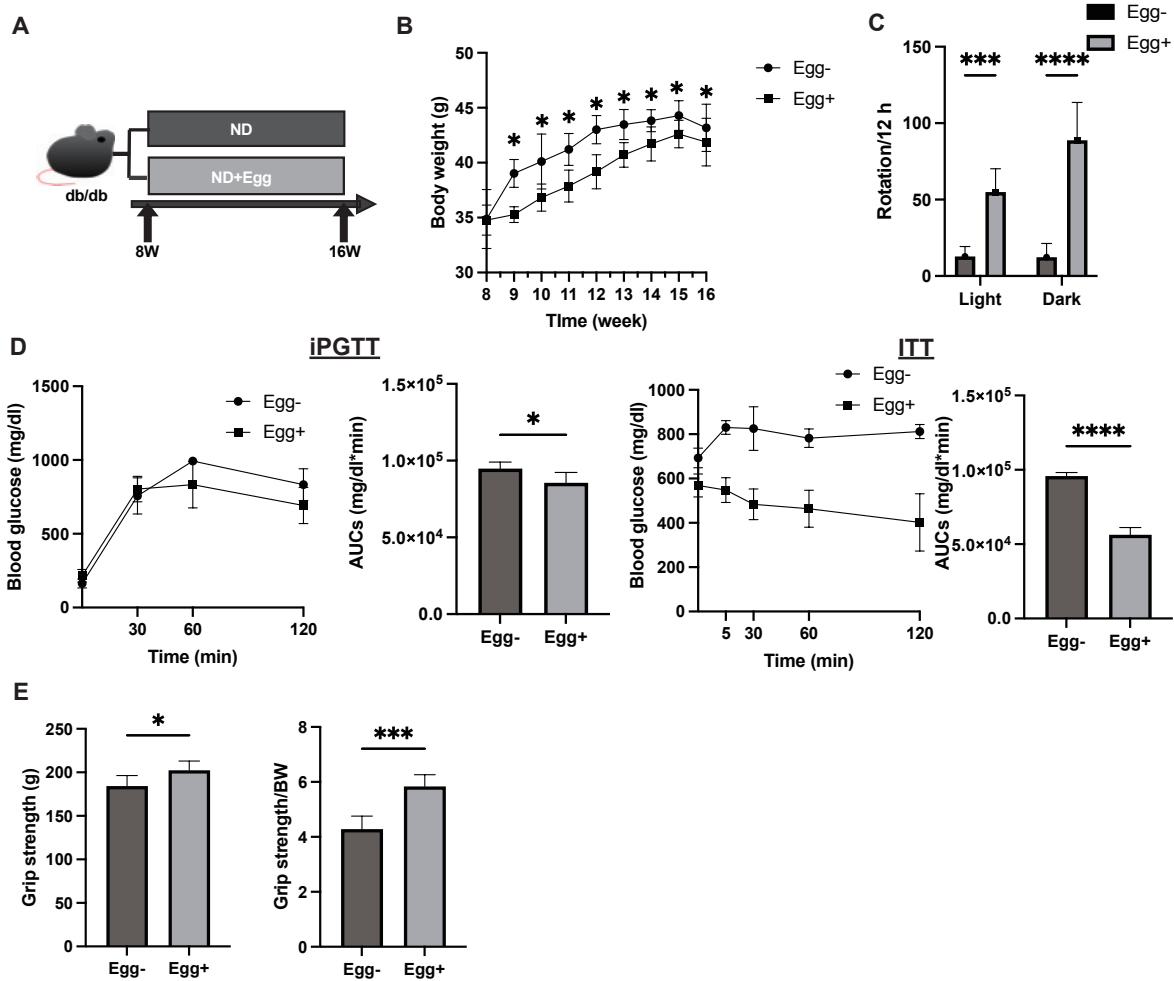 A
ND
ND+Egg
db/db
8W
16W
B
Body weight (g)
50
45
40
35
30
* * * * * * * *
8 9 10 11 12 13 14 15 16
TIme (week)
Egg-
Egg+
C
Egg-
Egg+
Rotation/12 h
150
100
50
0
*** ****
Light Dark
D
iPGTT
Blood glucose (mg/dl)
1500
1000
500
0
30 60 120
Time (min)
Egg-
Egg+
AUCs (mg/dl*min)
1.5×10⁵
1.0×10⁵
5.0×10⁴
0.0
*
Egg- Egg+
ITT
Blood glucose (mg/dl)
1000
800
600
400
200
0
5 30 60 120
Time (min)
Egg-
Egg+
AUCs (mg/dl*min)
1.5×10⁵
1.0×10⁵
5.0×10⁴
0.0
****
Egg- Egg+
E
Grip strength (g)
250
200
150
100
50
0
*
Egg- Egg+
Grip strength/BW
8
6
4
2
0
***
Egg- Egg+